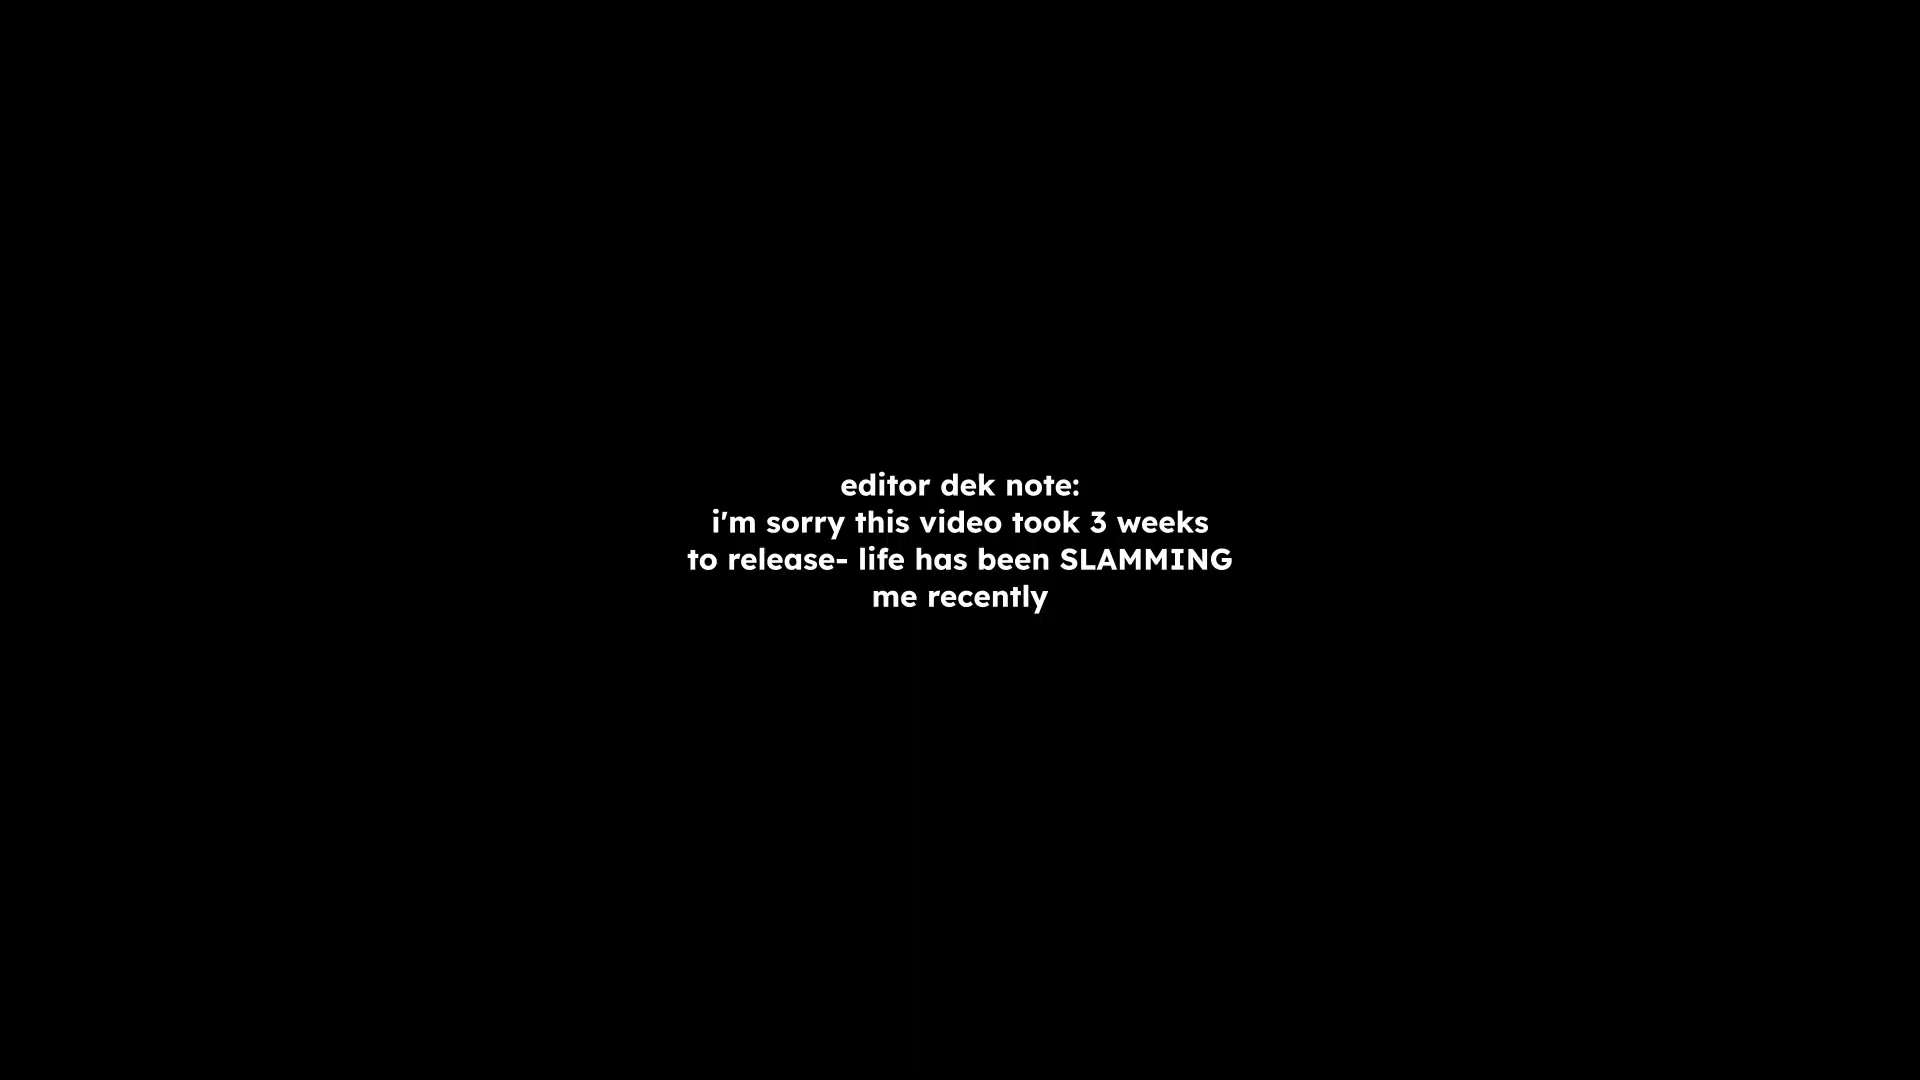 editor dek note:
i'm sorry this video took 3 weeks
to release- life has been SLAMMING
me recently